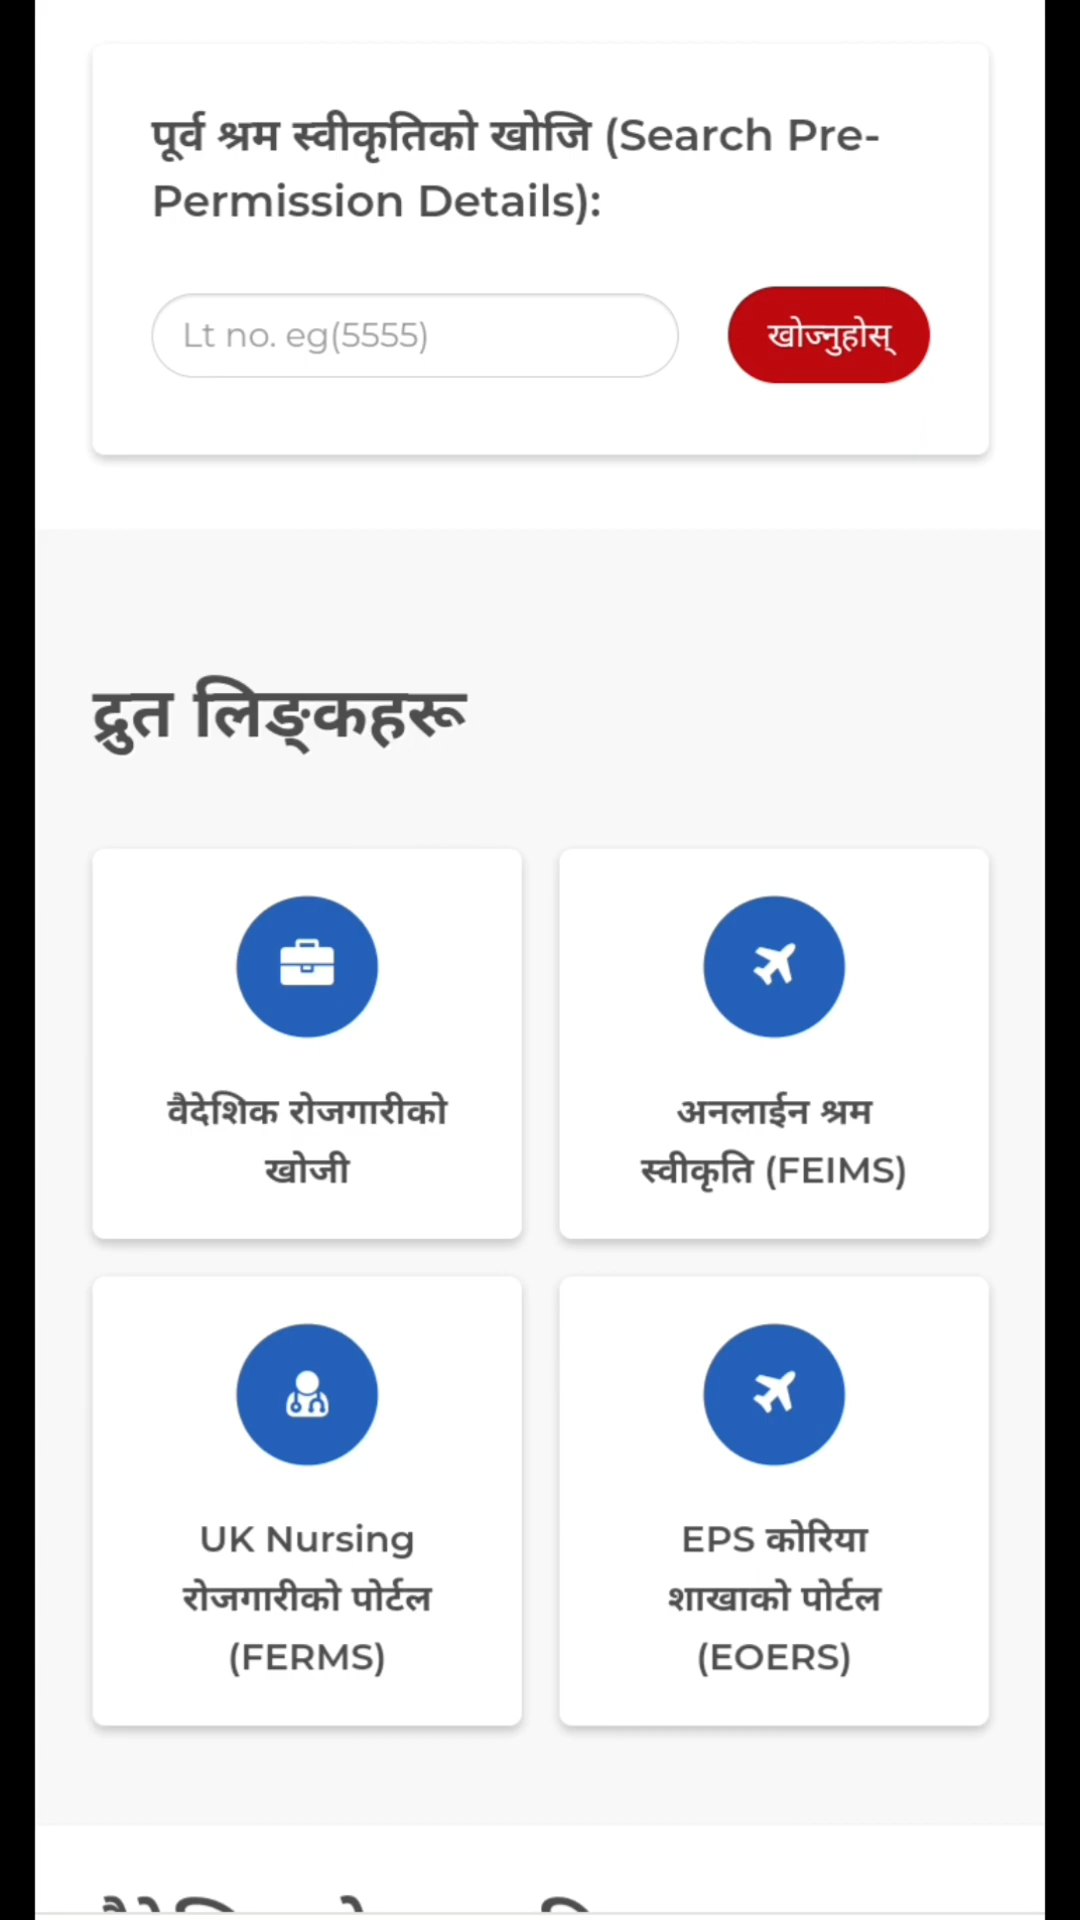 पूर्व श्रम स्वीकृतिको खोजि (Search Pre-
Permission Details):
Lt no. eg(5555)
खोज्नुहोस्
द्रुत लिङ्कहरू
वैदेशिक रोजगारीको
खोजी
अनलाईन श्रम
स्वीकृति (FEIMS)
UK Nursing
रोजगारीको पोर्टल
(FERMS)
EPS कोरिया
शाखाको पोर्टल
(EOERS)